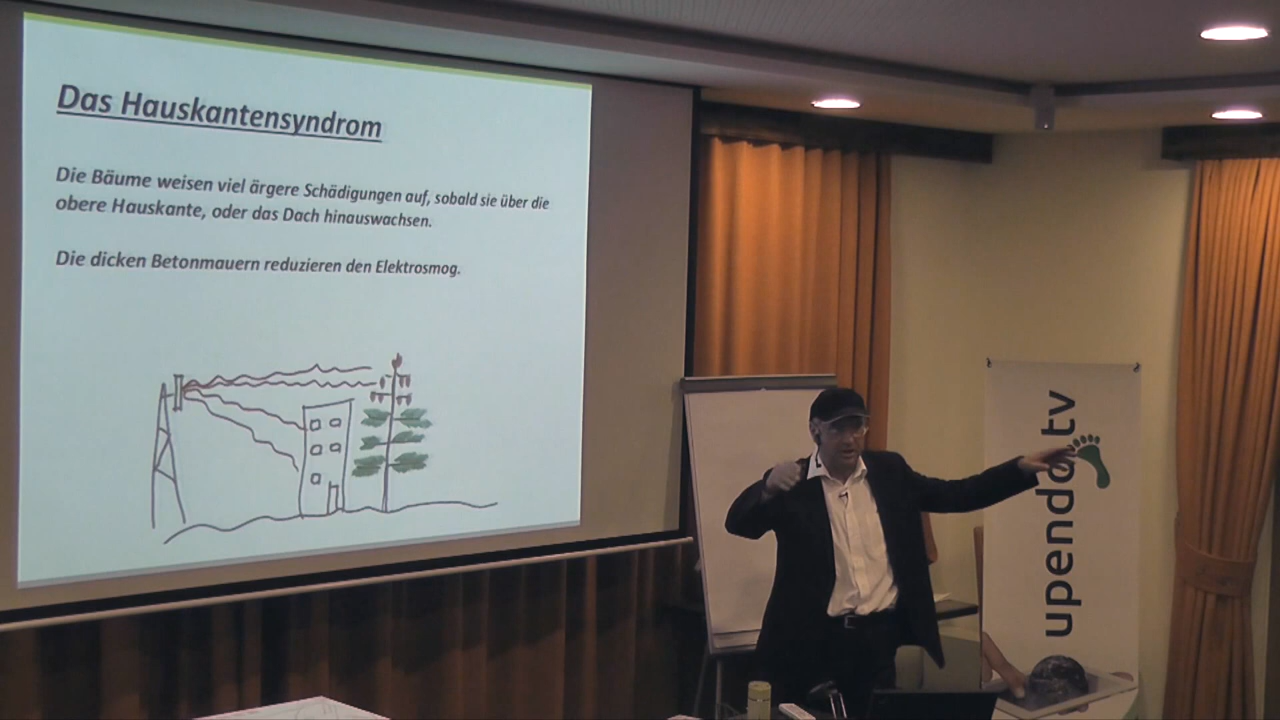 Das Hauskantensyndrom
Die Bäume weisen viel ärgere Schädigungen auf, sobald sie über die
obere Hauskante, oder das Dach hinauswachsen.
Die dicken Betonmauern reduzieren den Elektrosmog.
upendo.tv